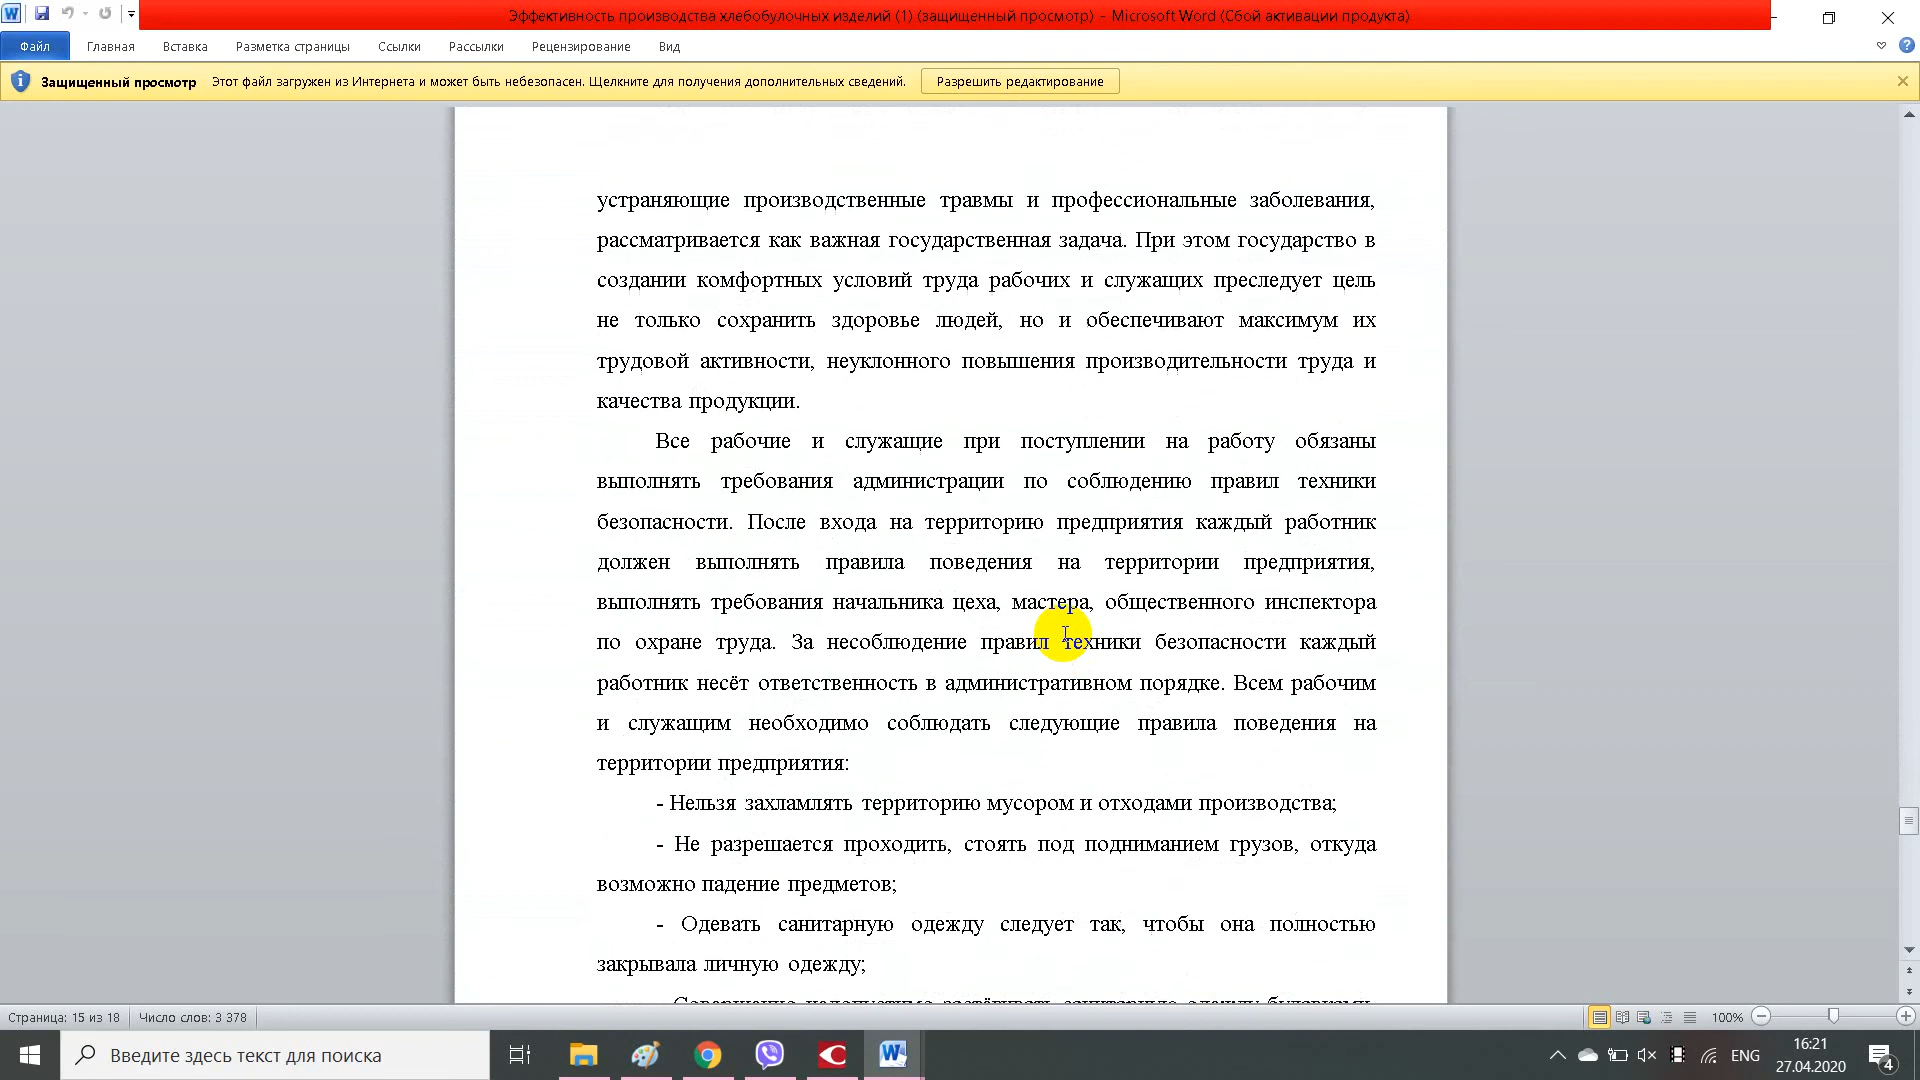 Эффективность производства хлебобулочных изделий (1) (защищенный просмотр) - Microsoft Word (Сбой активации продукта)
Файл Главная Вставка Разметка страницы Ссылки Рассылки Рецензирование Вид
Защищенный просмотр Этот файл загружен из Интернета и может быть небезопасен. Щелкните для получения дополнительных сведений. Разрешить редактирование
устраняющие производственные травмы и профессиональные заболевания,
рассматривается как важная государственная задача. При этом государство в
создании комфортных условий труда рабочих и служащих преследует цель
не только сохранить здоровье людей, но и обеспечивают максимум их
трудовой активности, неуклонного повышения производительности труда и
качества продукции.
Все рабочие и служащие при поступлении на работу обязаны
выполнять требования администрации по соблюдению правил техники
безопасности. После входа на территорию предприятия каждый работник
должен выполнять правила поведения на территории предприятия,
выполнять требования начальника цеха, мастера, общественного инспектора
по охране труда. За несоблюдение правил техники безопасности каждый
работник несёт ответственность в административном порядке. Всем рабочим
и служащим необходимо соблюдать следующие правила поведения на
территории предприятия:
- Нельзя захламлять территорию мусором и отходами производства;
- Не разрешается проходить, стоять под подниманием грузов, откуда
возможно падение предметов;
- Одевать санитарную одежду следует так, чтобы она полностью
закрывала личную одежду;
Страница: 15 из 18 Число слов: 3 378 100%
Введите здесь текст для поиска ENG 16:21
27.04.2020 4